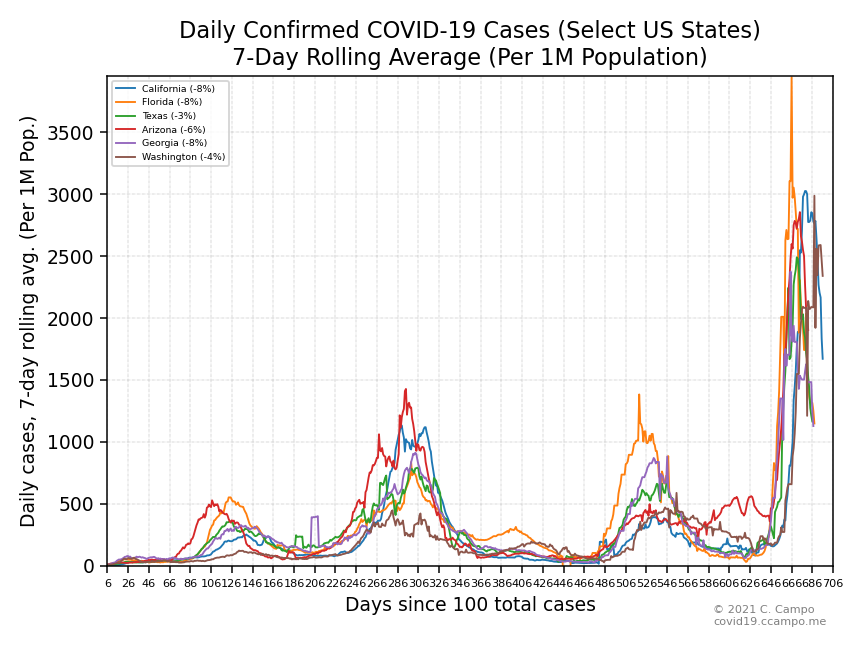 Daily Confirmed COVID-19 Cases (Select US States)
7-Day Rolling Average (Per 1M Population)
California (-8%)
Florida (-8%)
Texas (-3%)
Arizona (-6%)
Georgia (-8%)
Washington (-4%)
Daily cases, 7-day rolling avg. (Per 1M Pop.)
3500
3000
2500
2000
1500
1000
500
0
6 26 46 66 86 106 126 146 166 186 206 226 246 266 286 306 326 346 366 386 406 426 446 466 486 506 526 546 566 586 606 626 646 666 686 706
Days since 100 total cases
© 2021 C. Campo
covid19.ccampo.me